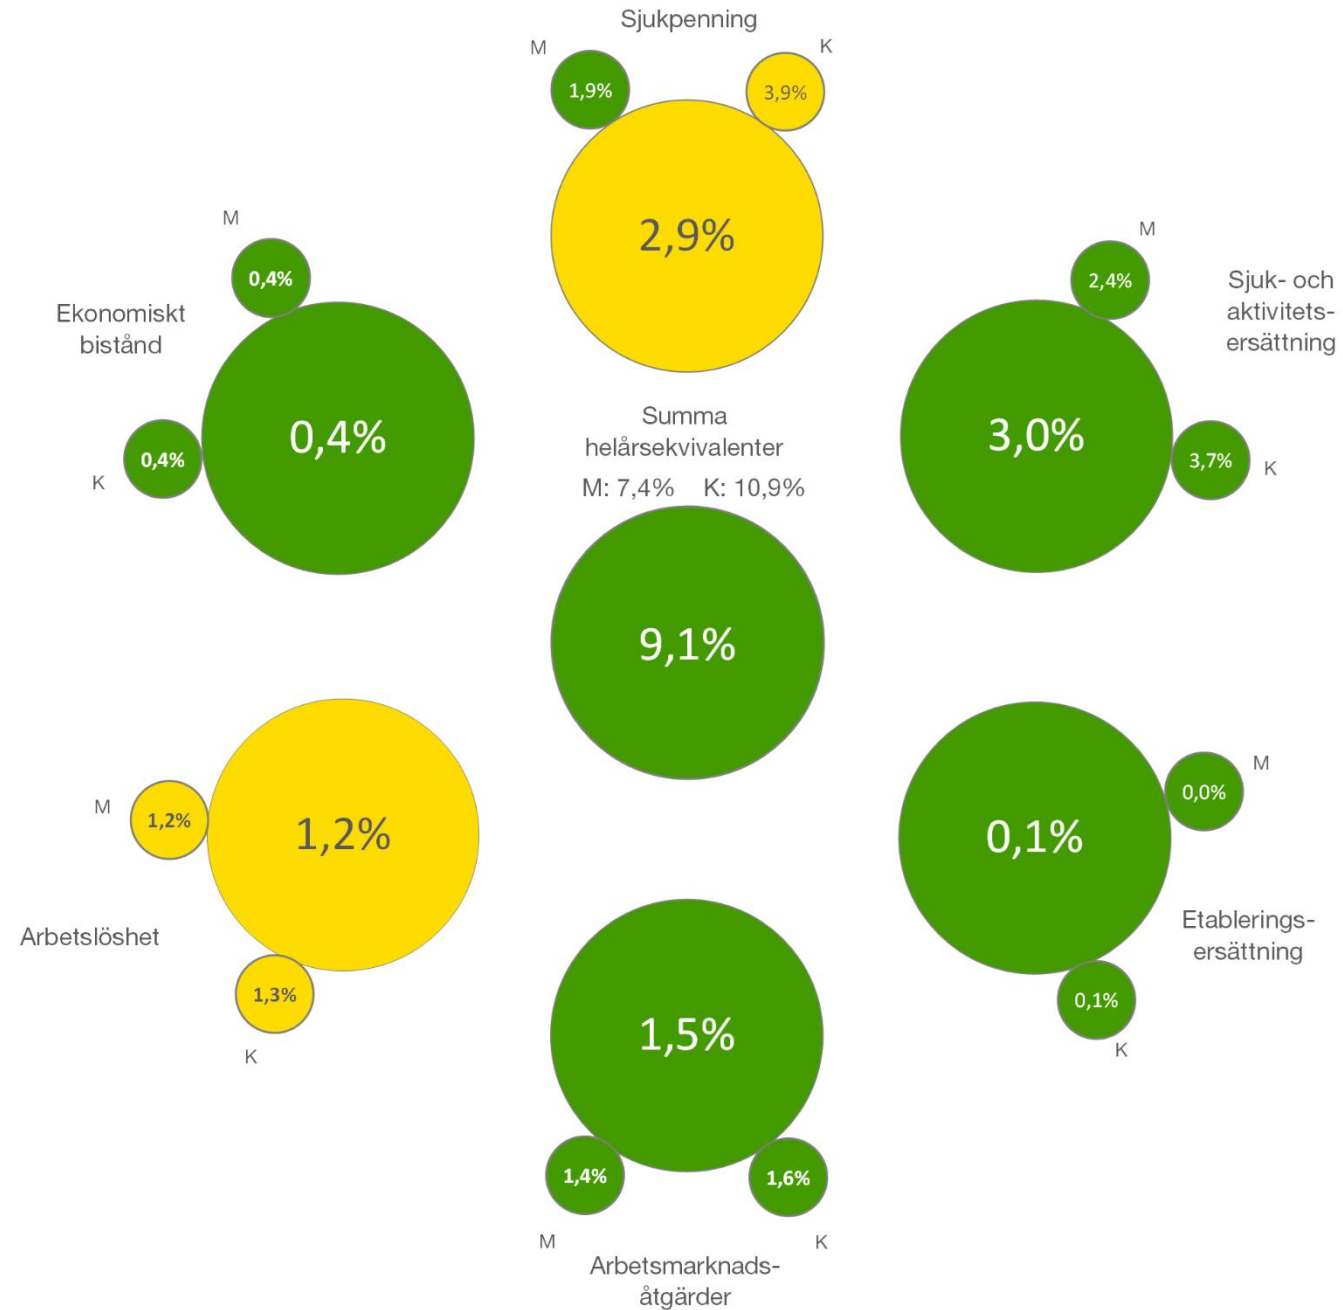 Sjukpenning
M
K
1,9%
3,9%
2,9%
M
0,4%
Ekonomiskt
bistånd
0,4%
0,4%
K
M
2,4%
Sjuk- och
aktivitets-
ersättning
3,0%
3,7%
K
Summa
helårsekvivalenter
M: 7,4% K: 10,9%
9,1%
M
1,2%
1,2%
Arbetslöshet
1,3%
K
M
0,0%
0,1%
Etablerings-
ersättning
0,1%
K
1,5%
1,4%
1,6%
M
K
Arbetsmarknads-
åtgärder